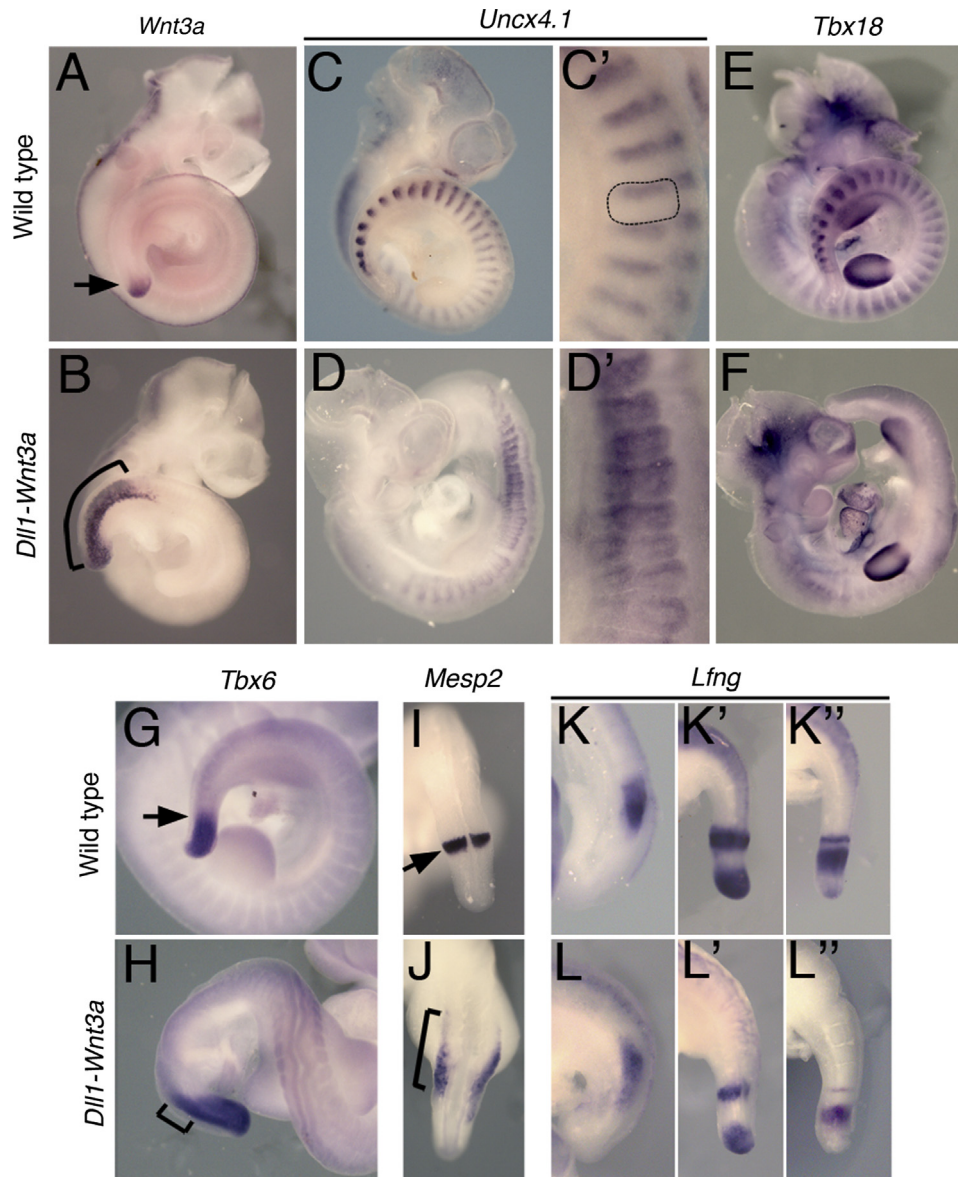 Wnt3a
Uncx4.1
Tbx18
Wild type
A
C
C’
E
Dll1-Wnt3a
B
D
D’
F
Tbx6
Mesp2
Lfng
Wild type
G
I
K
K’
K’’
Dll1-Wnt3a
H
J
L
L’
L’’